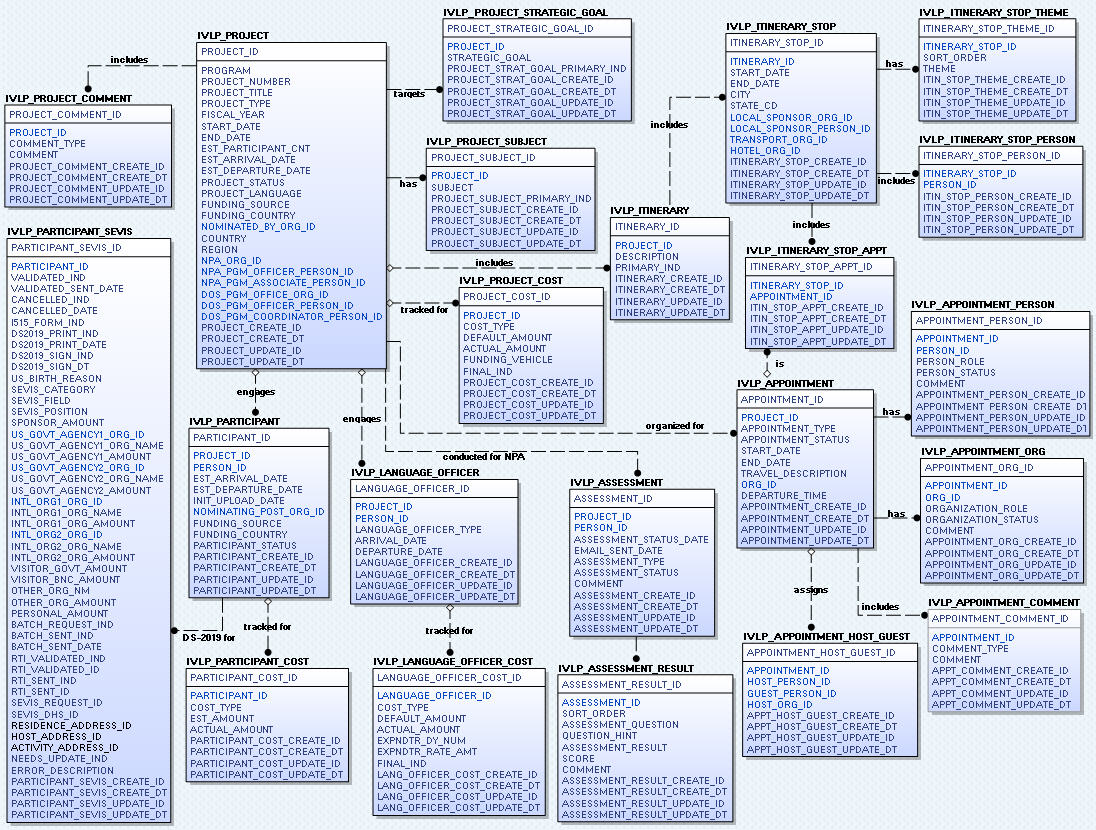 IVLP_PROJECT
PROJECT_ID
PROGRAM
PROJECT_NUMBER
PROJECT_TITLE
PROJECT_TYPE
FISCAL_YEAR
START_DATE
END_DATE
EST_PARTICIPANT_CNT
EST_ARRIVAL_DATE
EST_DEPARTURE_DATE
PROJECT_STATUS
PROJECT_LANGUAGE
FUNDING_SOURCE
FUNDING_COUNTRY
NOMINATED_BY_ORG_ID
COUNTRY
REGION
NPA_ORG_ID
NPA_PGM_OFFICER_PERSON_ID
NPA_PGM_ASSOCIATE_PERSON_ID
DOS_PGM_OFFICE_ORG_ID
DOS_PGM_OFFICER_PERSON_ID
DOS_PGM_COORDINATOR_PERSON_ID
PROJECT_CREATE_ID
PROJECT_CREATE_DT
PROJECT_UPDATE_ID
PROJECT_UPDATE_DT
includes
IVLP_PROJECT_COMMENT
PROJECT_COMMENT_ID
PROJECT_ID
COMMENT_TYPE
COMMENT
PROJECT_COMMENT_CREATE_ID
PROJECT_COMMENT_CREATE_DT
PROJECT_COMMENT_UPDATE_ID
PROJECT_COMMENT_UPDATE_DT
targets
IVLP_PROJECT_STRATEGIC_GOAL
PROJECT_STRATEGIC_GOAL_ID
PROJECT_ID
STRATEGIC_GOAL
PROJECT_STRAT_GOAL_PRIMARY_IND
PROJECT_STRAT_GOAL_CREATE_ID
PROJECT_STRAT_GOAL_CREATE_DT
PROJECT_STRAT_GOAL_UPDATE_ID
PROJECT_STRAT_GOAL_UPDATE_DT
has
IVLP_PROJECT_SUBJECT
PROJECT_SUBJECT_ID
PROJECT_ID
SUBJECT
PROJECT_SUBJECT_PRIMARY_IND
PROJECT_SUBJECT_CREATE_ID
PROJECT_SUBJECT_CREATE_DT
PROJECT_SUBJECT_UPDATE_ID
PROJECT_SUBJECT_UPDATE_DT
includes
IVLP_ITINERARY
ITINERARY_ID
PROJECT_ID
DESCRIPTION
PRIMARY_IND
ITINERARY_CREATE_ID
ITINERARY_CREATE_DT
ITINERARY_UPDATE_ID
ITINERARY_UPDATE_DT
includes
IVLP_ITINERARY_STOP
ITINERARY_STOP_ID
ITINERARY_ID
START_DATE
END_DATE
CITY
STATE_CD
LOCAL_SPONSOR_ORG_ID
LOCAL_SPONSOR_PERSON_ID
TRANSPORT_ORG_ID
HOTEL_ORG_ID
ITINERARY_STOP_CREATE_ID
ITINERARY_STOP_CREATE_DT
ITINERARY_STOP_UPDATE_ID
ITINERARY_STOP_UPDATE_DT
has
IVLP_ITINERARY_STOP_THEME
ITINERARY_STOP_THEME_ID
ITINERARY_STOP_ID
SORT_ORDER
THEME
ITIN_STOP_THEME_CREATE_ID
ITIN_STOP_THEME_CREATE_DT
ITIN_STOP_THEME_UPDATE_ID
ITIN_STOP_THEME_UPDATE_DT
includes
IVLP_ITINERARY_STOP_PERSON
ITINERARY_STOP_PERSON_ID
ITINERARY_STOP_ID
PERSON_ID
ITIN_STOP_PERSON_CREATE_ID
ITIN_STOP_PERSON_CREATE_DT
ITIN_STOP_PERSON_UPDATE_ID
ITIN_STOP_PERSON_UPDATE_DT
includes
IVLP_ITINERARY_STOP_APPT
ITINERARY_STOP_APPT_ID
ITINERARY_STOP_ID
APPOINTMENT_ID
ITIN_STOP_APPT_CREATE_ID
ITIN_STOP_APPT_CREATE_DT
ITIN_STOP_APPT_UPDATE_ID
ITIN_STOP_APPT_UPDATE_DT
is
tracked for
IVLP_PROJECT_COST
PROJECT_COST_ID
PROJECT_ID
COST_TYPE
DEFAULT_AMOUNT
ACTUAL_AMOUNT
FUNDING_VEHICLE
FINAL_IND
PROJECT_COST_CREATE_ID
PROJECT_COST_CREATE_DT
PROJECT_COST_UPDATE_ID
PROJECT_COST_UPDATE_DT
organized for
IVLP_APPOINTMENT
APPOINTMENT_ID
PROJECT_ID
APPOINTMENT_TYPE
APPOINTMENT_STATUS
START_DATE
END_DATE
TRAVEL_DESCRIPTION
ORG_ID
DEPARTURE_TIME
APPOINTMENT_CREATE_ID
APPOINTMENT_CREATE_DT
APPOINTMENT_UPDATE_ID
APPOINTMENT_UPDATE_DT
has
IVLP_APPOINTMENT_PERSON
APPOINTMENT_PERSON_ID
APPOINTMENT_ID
PERSON_ID
PERSON_ROLE
PERSON_STATUS
COMMENT
APPOINTMENT_PERSON_CREATE_ID
APPOINTMENT_PERSON_CREATE_DT
APPOINTMENT_PERSON_UPDATE_ID
APPOINTMENT_PERSON_UPDATE_DT
has
IVLP_APPOINTMENT_ORG
APPOINTMENT_ORG_ID
APPOINTMENT_ID
ORG_ID
ORGANIZATION_ROLE
ORGANIZATION_STATUS
COMMENT
APPOINTMENT_ORG_CREATE_ID
APPOINTMENT_ORG_CREATE_DT
APPOINTMENT_ORG_UPDATE_ID
APPOINTMENT_ORG_UPDATE_DT
includes
IVLP_APPOINTMENT_COMMENT
APPOINTMENT_COMMENT_ID
APPOINTMENT_ID
COMMENT_TYPE
COMMENT
APPT_COMMENT_CREATE_ID
APPT_COMMENT_CREATE_DT
APPT_COMMENT_UPDATE_ID
APPT_COMMENT_UPDATE_DT
assigns
IVLP_APPOINTMENT_HOST_GUEST
APPOINTMENT_HOST_GUEST_ID
APPOINTMENT_ID
HOST_PERSON_ID
GUEST_PERSON_ID
HOST_ORG_ID
APPT_HOST_GUEST_CREATE_ID
APPT_HOST_GUEST_CREATE_DT
APPT_HOST_GUEST_UPDATE_ID
APPT_HOST_GUEST_UPDATE_DT
IVLP_PARTICIPANT_SEVIS
PARTICIPANT_SEVIS_ID
PARTICIPANT_ID
VALIDATED_IND
VALIDATED_SENT_DATE
CANCELLED_IND
CANCELLED_DATE
I515_FORM_IND
DS2019_PRINT_IND
DS2019_PRINT_DATE
DS2019_SIGN_IND
DS2019_SIGN_DT
US_BIRTH_REASON
SEVIS_CATEGORY
SEVIS_FIELD
SEVIS_POSITION
SPONSOR_AMOUNT
US_GOVT_AGENCY1_ORG_ID
US_GOVT_AGENCY1_ORG_NAME
US_GOVT_AGENCY1_AMOUNT
US_GOVT_AGENCY2_ORG_ID
US_GOVT_AGENCY2_ORG_NAME
US_GOVT_AGENCY2_AMOUNT
INTL_ORG1_ORG_ID
INTL_ORG1_ORG_NAME
INTL_ORG1_ORG_AMOUNT
INTL_ORG2_ORG_ID
INTL_ORG2_ORG_NAME
INTL_ORG2_ORG_AMOUNT
VISITOR_GOVT_AMOUNT
VISITOR_BNC_AMOUNT
OTHER_ORG_NM
OTHER_ORG_AMOUNT
PERSONAL_AMOUNT
BATCH_REQUEST_IND
BATCH_SENT_IND
BATCH_SENT_DATE
RTI_VALIDATED_IND
RTI_VALIDATED_ID
RTI_SENT_IND
RTI_SENT_ID
SEVIS_REQUEST_ID
SEVIS_DHS_ID
RESIDENCE_ADDRESS_ID
HOST_ADDRESS_ID
ACTIVITY_ADDRESS_ID
NEEDS_UPDATE_IND
ERROR_DESCRIPTION
PARTICIPANT_SEVIS_CREATE_ID
PARTICIPANT_SEVIS_CREATE_DT
PARTICIPANT_SEVIS_UPDATE_ID
PARTICIPANT_SEVIS_UPDATE_DT
engages
IVLP_PARTICIPANT
PARTICIPANT_ID
PROJECT_ID
PERSON_ID
EST_ARRIVAL_DATE
EST_DEPARTURE_DATE
INIT_UPLOAD_DATE
NOMINATING_POST_ORG_ID
FUNDING_SOURCE
FUNDING_COUNTRY
PARTICIPANT_STATUS
PARTICIPANT_CREATE_ID
PARTICIPANT_CREATE_DT
PARTICIPANT_UPDATE_ID
PARTICIPANT_UPDATE_DT
DS-2019 for
tracked for
IVLP_PARTICIPANT_COST
PARTICIPANT_COST_ID
PARTICIPANT_ID
COST_TYPE
EST_AMOUNT
ACTUAL_AMOUNT
PARTICIPANT_COST_CREATE_ID
PARTICIPANT_COST_CREATE_DT
PARTICIPANT_COST_UPDATE_ID
PARTICIPANT_COST_UPDATE_DT
engages
IVLP_LANGUAGE_OFFICER
LANGUAGE_OFFICER_ID
PROJECT_ID
PERSON_ID
LANGUAGE_OFFICER_TYPE
ARRIVAL_DATE
DEPARTURE_DATE
LANGUAGE_OFFICER_CREATE_ID
LANGUAGE_OFFICER_CREATE_DT
LANGUAGE_OFFICER_UPDATE_ID
LANGUAGE_OFFICER_UPDATE_DT
tracked for
IVLP_LANGUAGE_OFFICER_COST
LANGUAGE_OFFICER_COST_ID
LANGUAGE_OFFICER_ID
COST_TYPE
DEFAULT_AMOUNT
ACTUAL_AMOUNT
EXPNDTR_DY_NUM
EXPNDTR_RATE_AMT
FINAL_IND
LANG_OFFICER_COST_CREATE_ID
LANG_OFFICER_COST_CREATE_DT
LANG_OFFICER_COST_UPDATE_ID
LANG_OFFICER_COST_UPDATE_DT
conducted for NPA
IVLP_ASSESSMENT
ASSESSMENT_ID
PROJECT_ID
PERSON_ID
ASSESSMENT_STATUS_DATE
EMAIL_SENT_DATE
ASSESSMENT_TYPE
ASSESSMENT_STATUS
COMMENT
ASSESSMENT_CREATE_ID
ASSESSMENT_CREATE_DT
ASSESSMENT_UPDATE_ID
ASSESSMENT_UPDATE_DT
IVLP_ASSESSMENT_RESULT
ASSESSMENT_RESULT_ID
ASSESSMENT_ID
SORT_ORDER
ASSESSMENT_QUESTION
QUESTION_HINT
ASSESSMENT_RESULT
SCORE
COMMENT
ASSESSMENT_RESULT_CREATE_ID
ASSESSMENT_RESULT_CREATE_DT
ASSESSMENT_RESULT_UPDATE_ID
ASSESSMENT_RESULT_UPDATE_DT